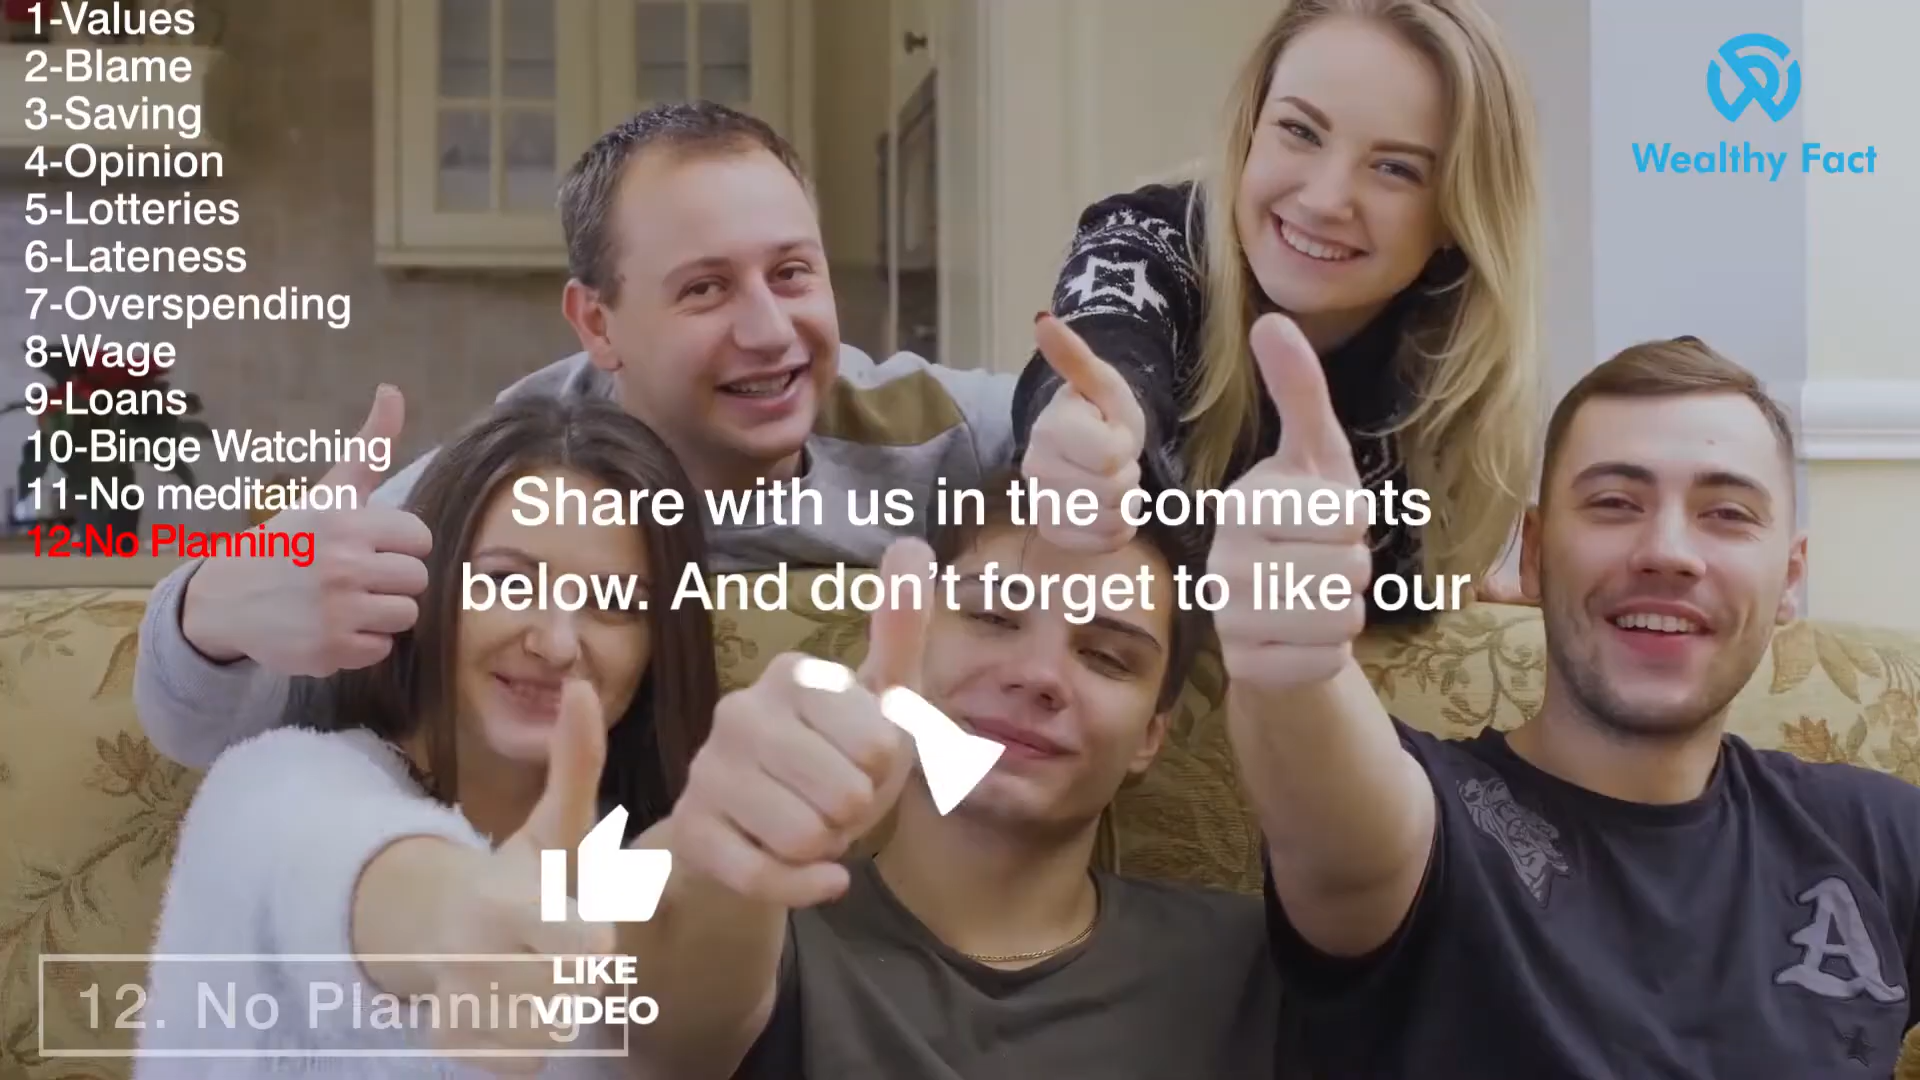 1-Values
2-Blame
3-Saving
4-Opinion
5-Lotteries
6-Lateness
7-Overspending
8-Wage
9-Loans
10-Binge Watching
11-No meditation
12-No Planning
Wealthy Fact
Share with us in the comments
below. And don’t forget to like our
A
LIKE
VIDEO
12. No Planning